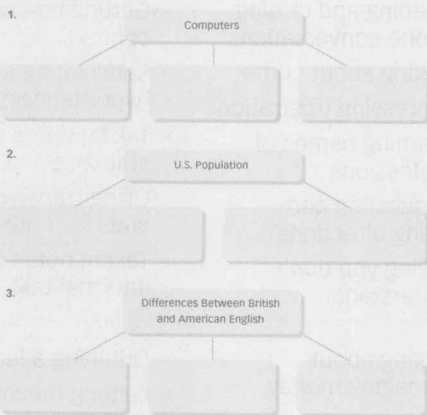 1.
Computers
2.
U.S. Population
3.
Differences Between British
and American English